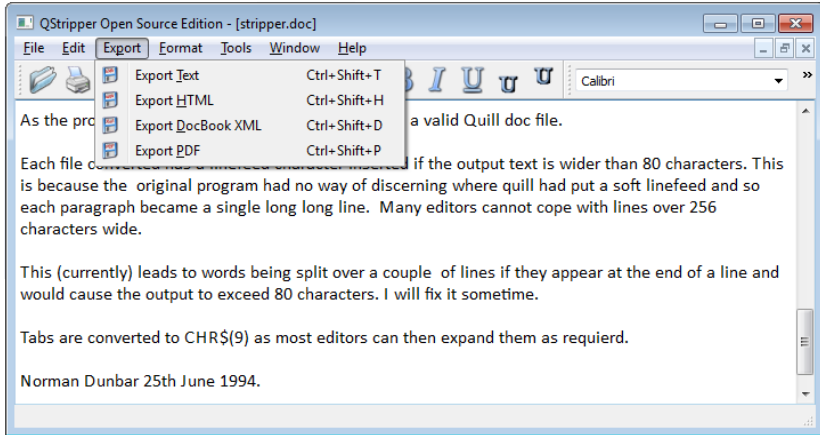 QStripper Open Source Edition - [stripper.doc]
File Edit Export Format Tools Window Help
Export Text Ctrl+Shift+T
Export HTML Ctrl+Shift+H
Export DocBook XML Ctrl+Shift+D
Export PDF Ctrl+Shift+P
B I U U U Calibri
As the pro a valid Quill doc file.
Each file converted has a linefeed character inserted if the output text is wider than 80 characters. This
is because the original program had no way of discerning where quill had put a soft linefeed and so
each paragraph became a single long long line. Many editors cannot cope with lines over 256
characters wide.
This (currently) leads to words being split over a couple of lines if they appear at the end of a line and
would cause the output to exceed 80 characters. I will fix it sometime.
Tabs are converted to CHR$(9) as most editors can then expand them as requierd.
Norman Dunbar 25th June 1994.